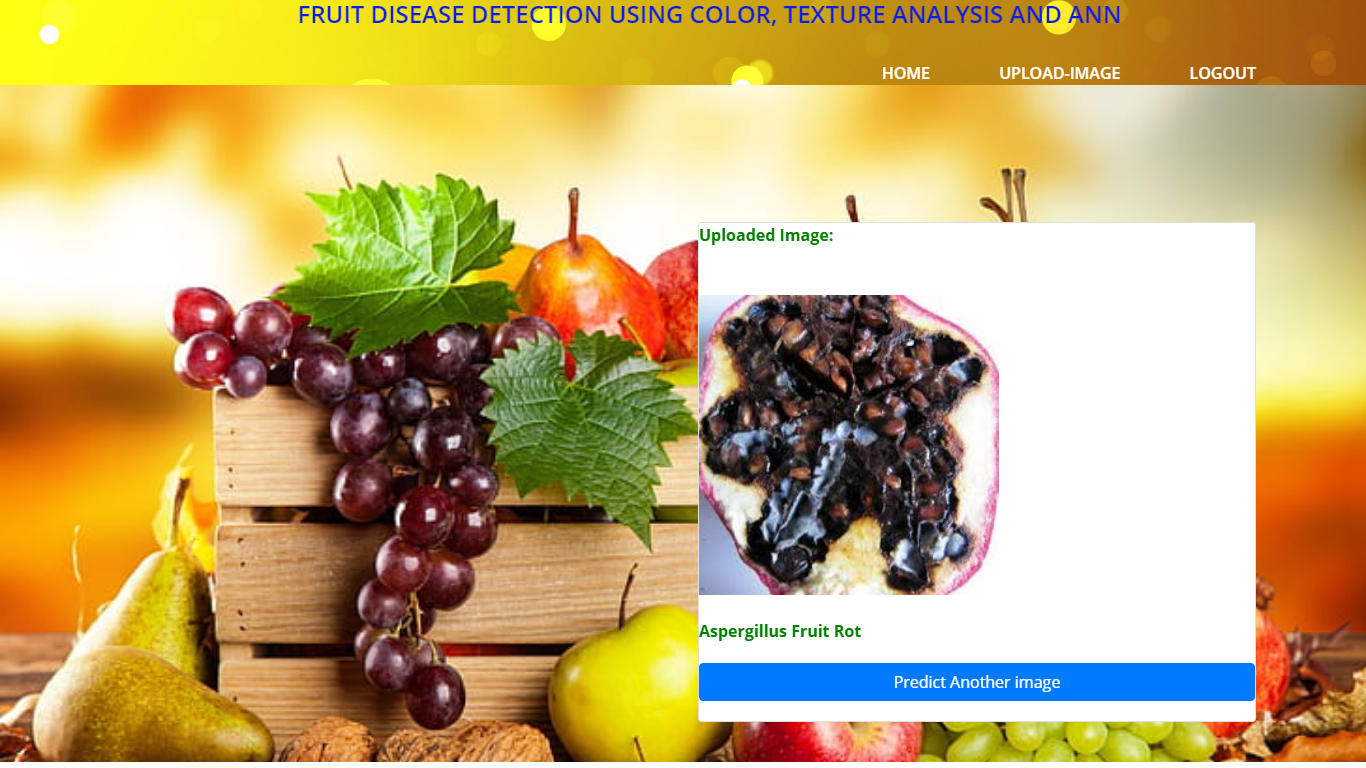 FRUIT DISEASE DETECTION USING COLOR, TEXTURE ANALYSIS AND ANN
HOME UPLOAD-IMAGE LOGOUT
Uploaded Image:
Aspergillus Fruit Rot
Predict Another image